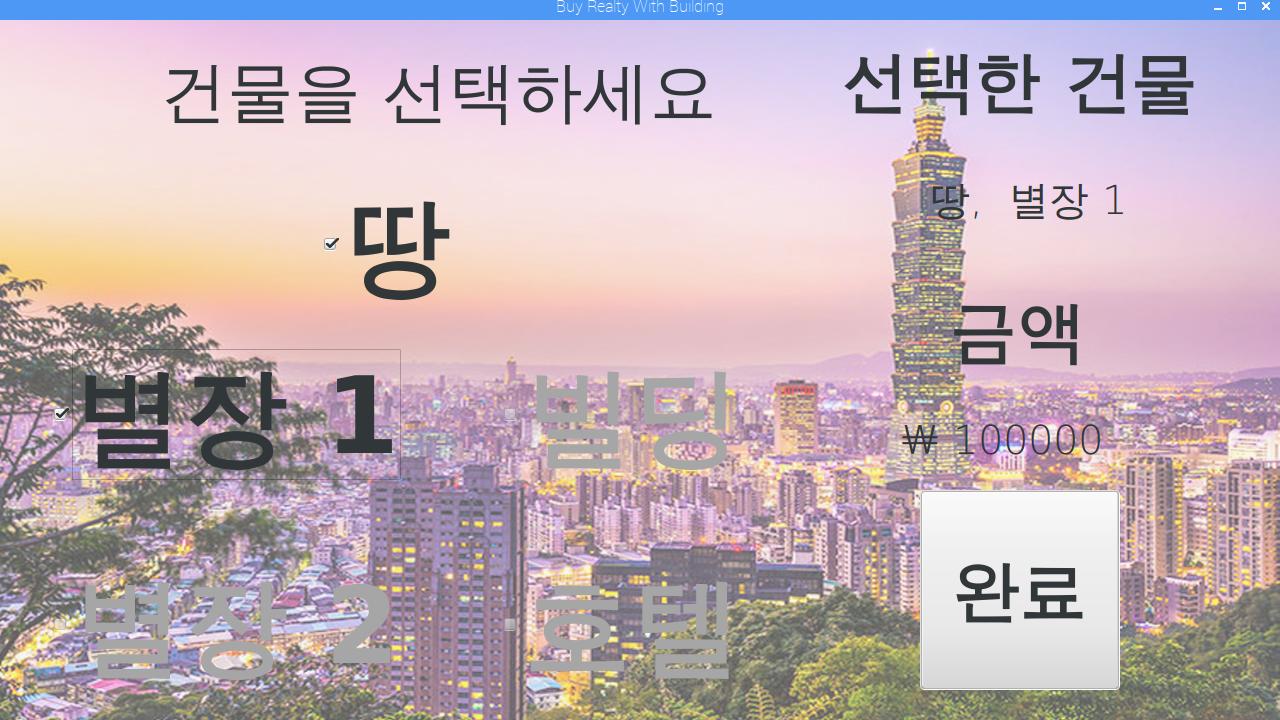 Buy Realty With Building
건물을 선택하세요
땅
별장 1
빌딩
별장 2
호텔
선택한 건물
땅, 별장 1
금액
₩ 100000
완료